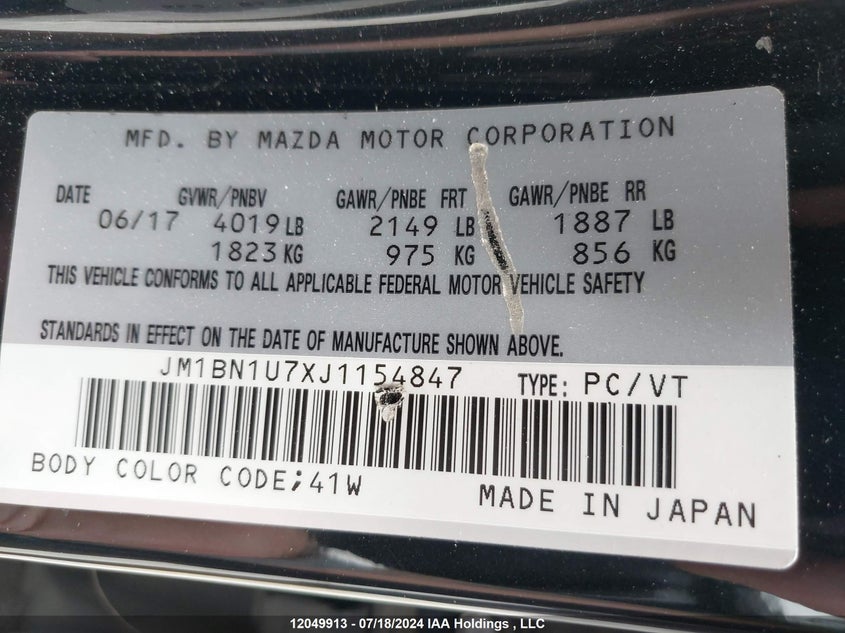 MFD. BY MAZDA MOTOR CORPORATION
DATE GVWR/PNBV GAWR/PNBE FRT GAWR/PNBE RR
06/17 4019 LB 2149 LB 1887 LB
1823 KG 975 KG 856 KG
THIS VEHICLE CONFORMS TO ALL APPLICABLE FEDERAL MOTOR VEHICLE SAFETY
STANDARDS IN EFFECT ON THE DATE OF MANUFACTURE SHOWN ABOVE.
JM1BN1U7XJ1154847 TYPE: PC/VT
BODY COLOR CODE;41W MADE IN JAPAN
12049913 - 07/18/2024 IAA Holdings , LLC